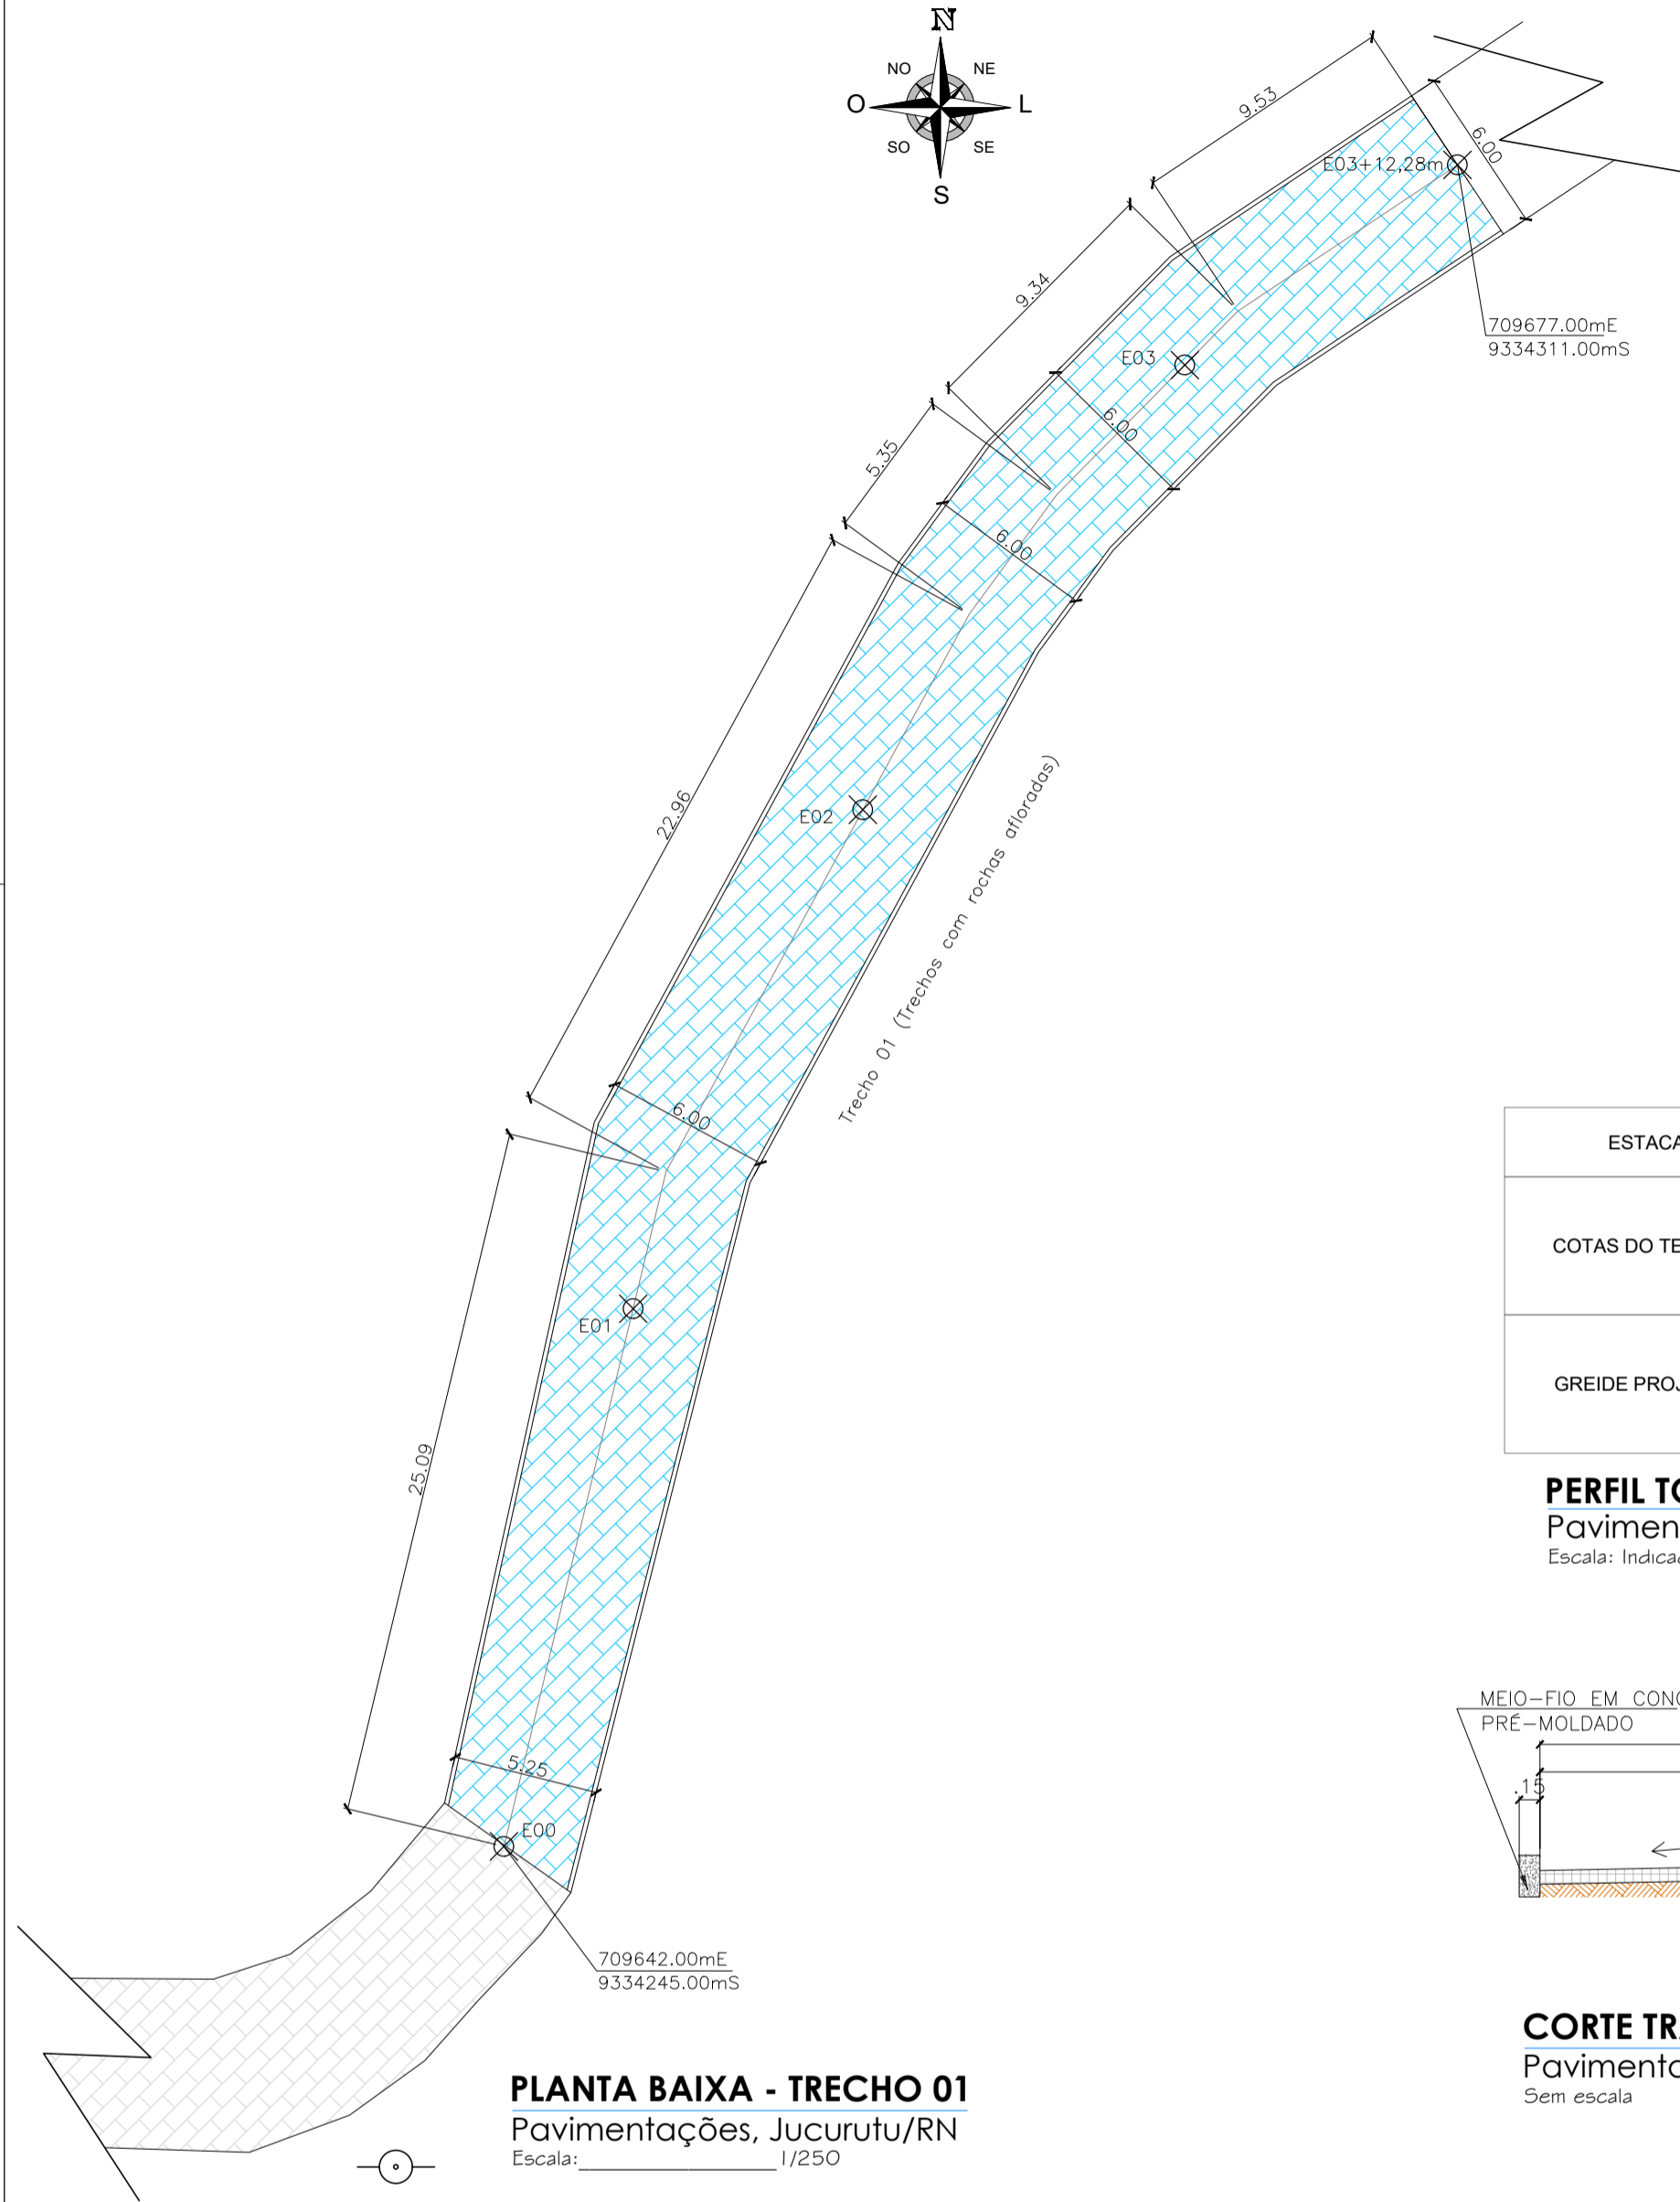 N
NO
NE
O
L
SO
SE
S
9.53
6.00
E03+12,28m
709677.00mE
9334311.00mS
9.34
E03
6.00
5.35
6.00
22.96
E02
Trecho 01 (Trechos com rochas afloradas)
6.00
25.09
E01
5.25
E00
709642.00mE
9334245.00mS
PLANTA BAIXA - TRECHO 01
Pavimentações, Jucurutu/RN
Escala:__________________1/250
ESTACA
COTAS DO TE
GREIDE PROJ
PERFIL TO
Pavimen
Escala: Indica
MEIO-FIO EM CONC
PRÉ-MOLDADO
.15
CORTE TRA
Pavimenta
Sem escala